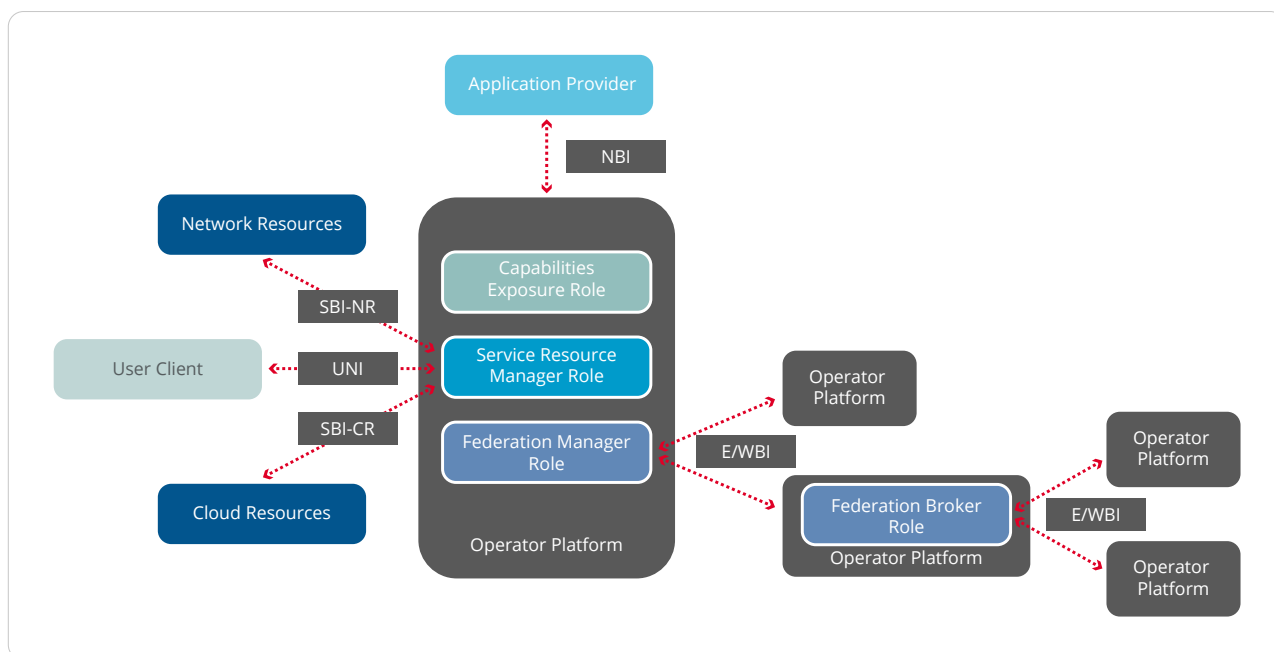 Application Provider
NBI
Network Resources
Capabilities
Exposure Role
SBI-NR
Service Resource
Manager Role
User Client
UNI
SBI-CR
Federation Manager
Role
Cloud Resources
Operator Platform
Operator
Platform
E/WBI
Federation Broker
Role
Operator Platform
Operator
Platform
E/WBI
Operator
Platform